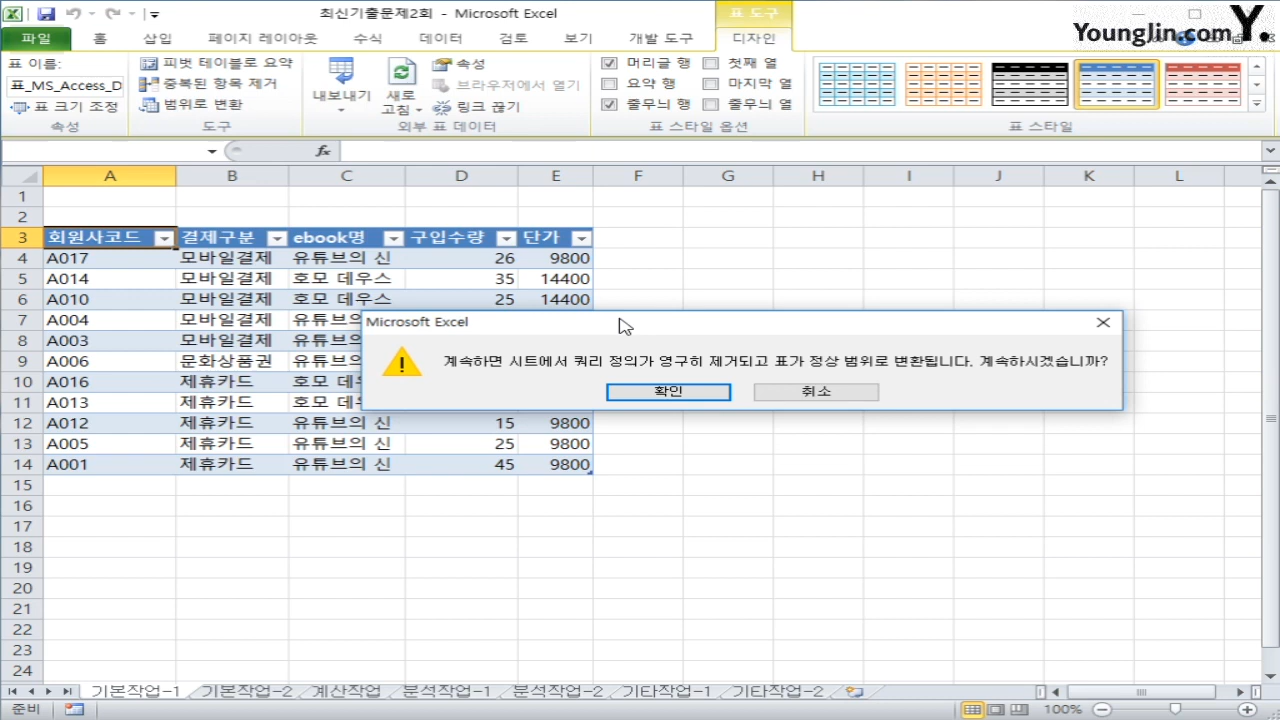 최신기출문제2회 - Microsoft Excel
표 도구
YoungJin.com Y.
파일 홈 삽입 페이지 레이아웃 수식 데이터 검토 보기 개발 도구 디자인
표 이름:
표_MS_Access_D
표 크기 조정
속성
피벗 테이블로 요약
중복된 항목 제거
범위로 변환
도구
내보내기
새로 고침
속성
브라우저에서 열기
링크 끊기
외부 표 데이터
머리글 행 첫째 열
요약 행 마지막 열
줄무늬 행 줄무늬 열
표 스타일 옵션
표 스타일
fx
A B C D E F G H I J K L
1
2
3 회원사코드 결제구분 ebook명 구입수량 단가
4 A017 모바일결제 유튜브의 신 26 9800
5 A014 모바일결제 호모 데우스 35 14400
6 A010 모바일결제 호모 데우스 25 14400
7 A004 모바일결제 유튜브의
8 A003 모바일결제 유튜브의
9 A006 문화상품권 유튜브의
10 A016 제휴카드 호모
11 A013 제휴카드 호모
12 A012 제휴카드 유튜브의 신 15 9800
13 A005 제휴카드 유튜브의 신 25 9800
14 A001 제휴카드 유튜브의 신 45 9800
15
16
17
18
19
20
21
22
23
24
Microsoft Excel
계속하면 시트에서 쿼리 정의가 영구히 제거되고 표가 정상 범위로 변환됩니다. 계속하시겠습니까?
확인 취소
기본작업-1 기본작업-2 계산작업 분석작업-1 분석작업-2 기타작업-1 기타작업-2
준비 100%